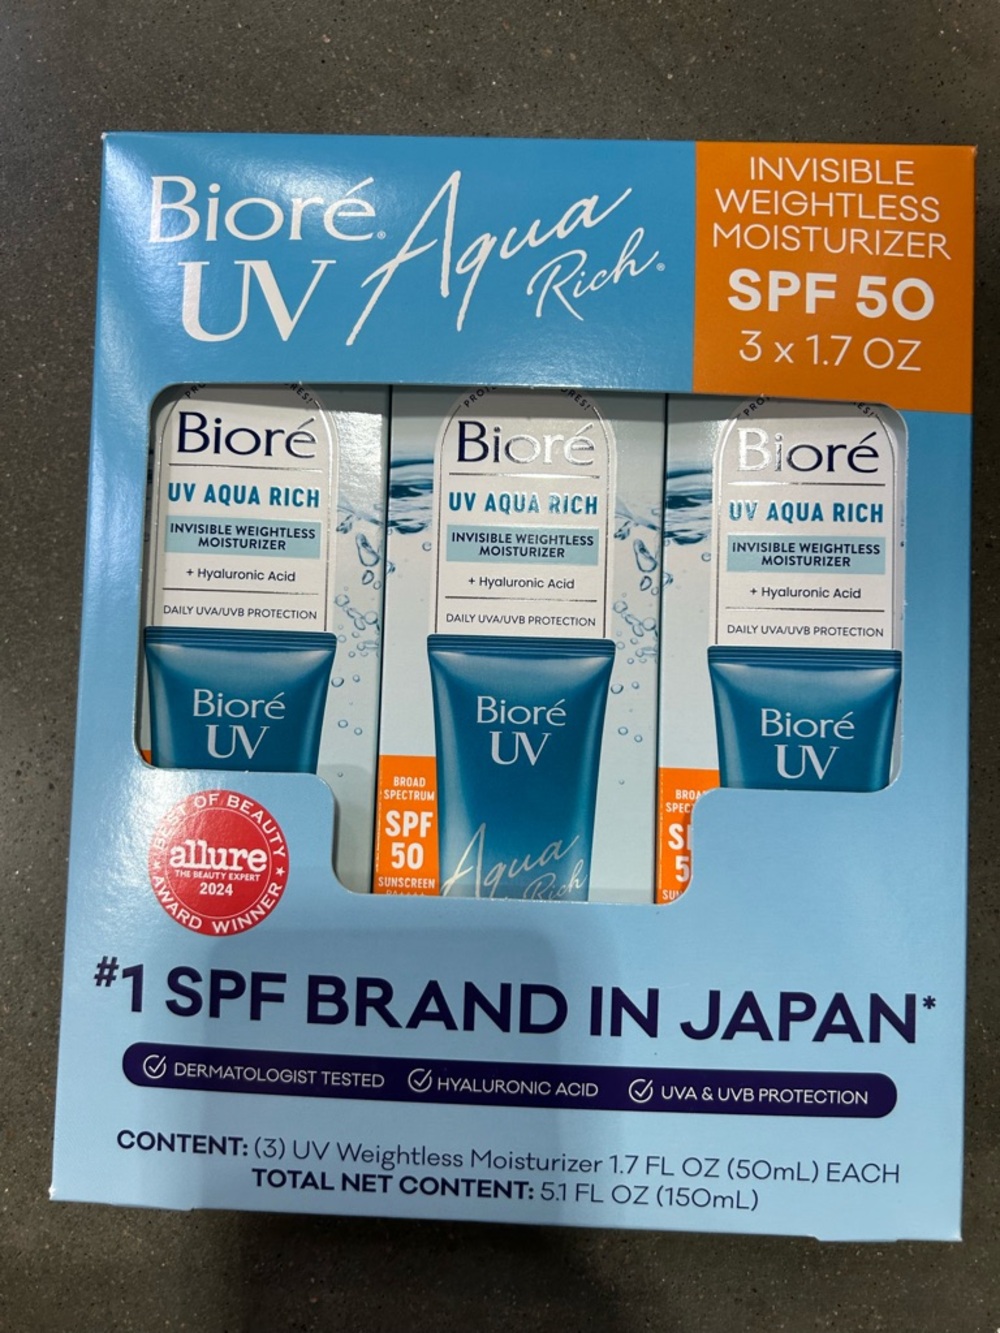 Bioré®
UV
Aqua
Rich®
INVISIBLE
WEIGHTLESS
MOISTURIZER
SPF 50
3 x 1.7 OZ
Bioré
UV AQUA RICH
INVISIBLE WEIGHTLESS
MOISTURIZER
+ Hyaluronic Acid
DAILY UVA/UVB PROTECTION
Bioré
UV
Bioré
UV AQUA RICH
INVISIBLE WEIGHTLESS
MOISTURIZER
+ Hyaluronic Acid
DAILY UVA/UVB PROTECTION
Bioré
UV
Aqua
Rich
BROAD
SPECTRUM
SPF
50
SUNSCREEN
Bioré
UV AQUA RICH
INVISIBLE WEIGHTLESS
MOISTURIZER
+ Hyaluronic Acid
DAILY UVA/UVB PROTECTION
Bioré
UV
BEST OF BEAUTY
allure
THE BEAUTY EXPERT
2024
AWARD WINNER
#1 SPF BRAND IN JAPAN*
DERMATOLOGIST TESTED HYALURONIC ACID UVA & UVB PROTECTION
CONTENT: (3) UV Weightless Moisturizer 1.7 FL OZ (50mL) EACH
TOTAL NET CONTENT: 5.1 FL OZ (150mL)